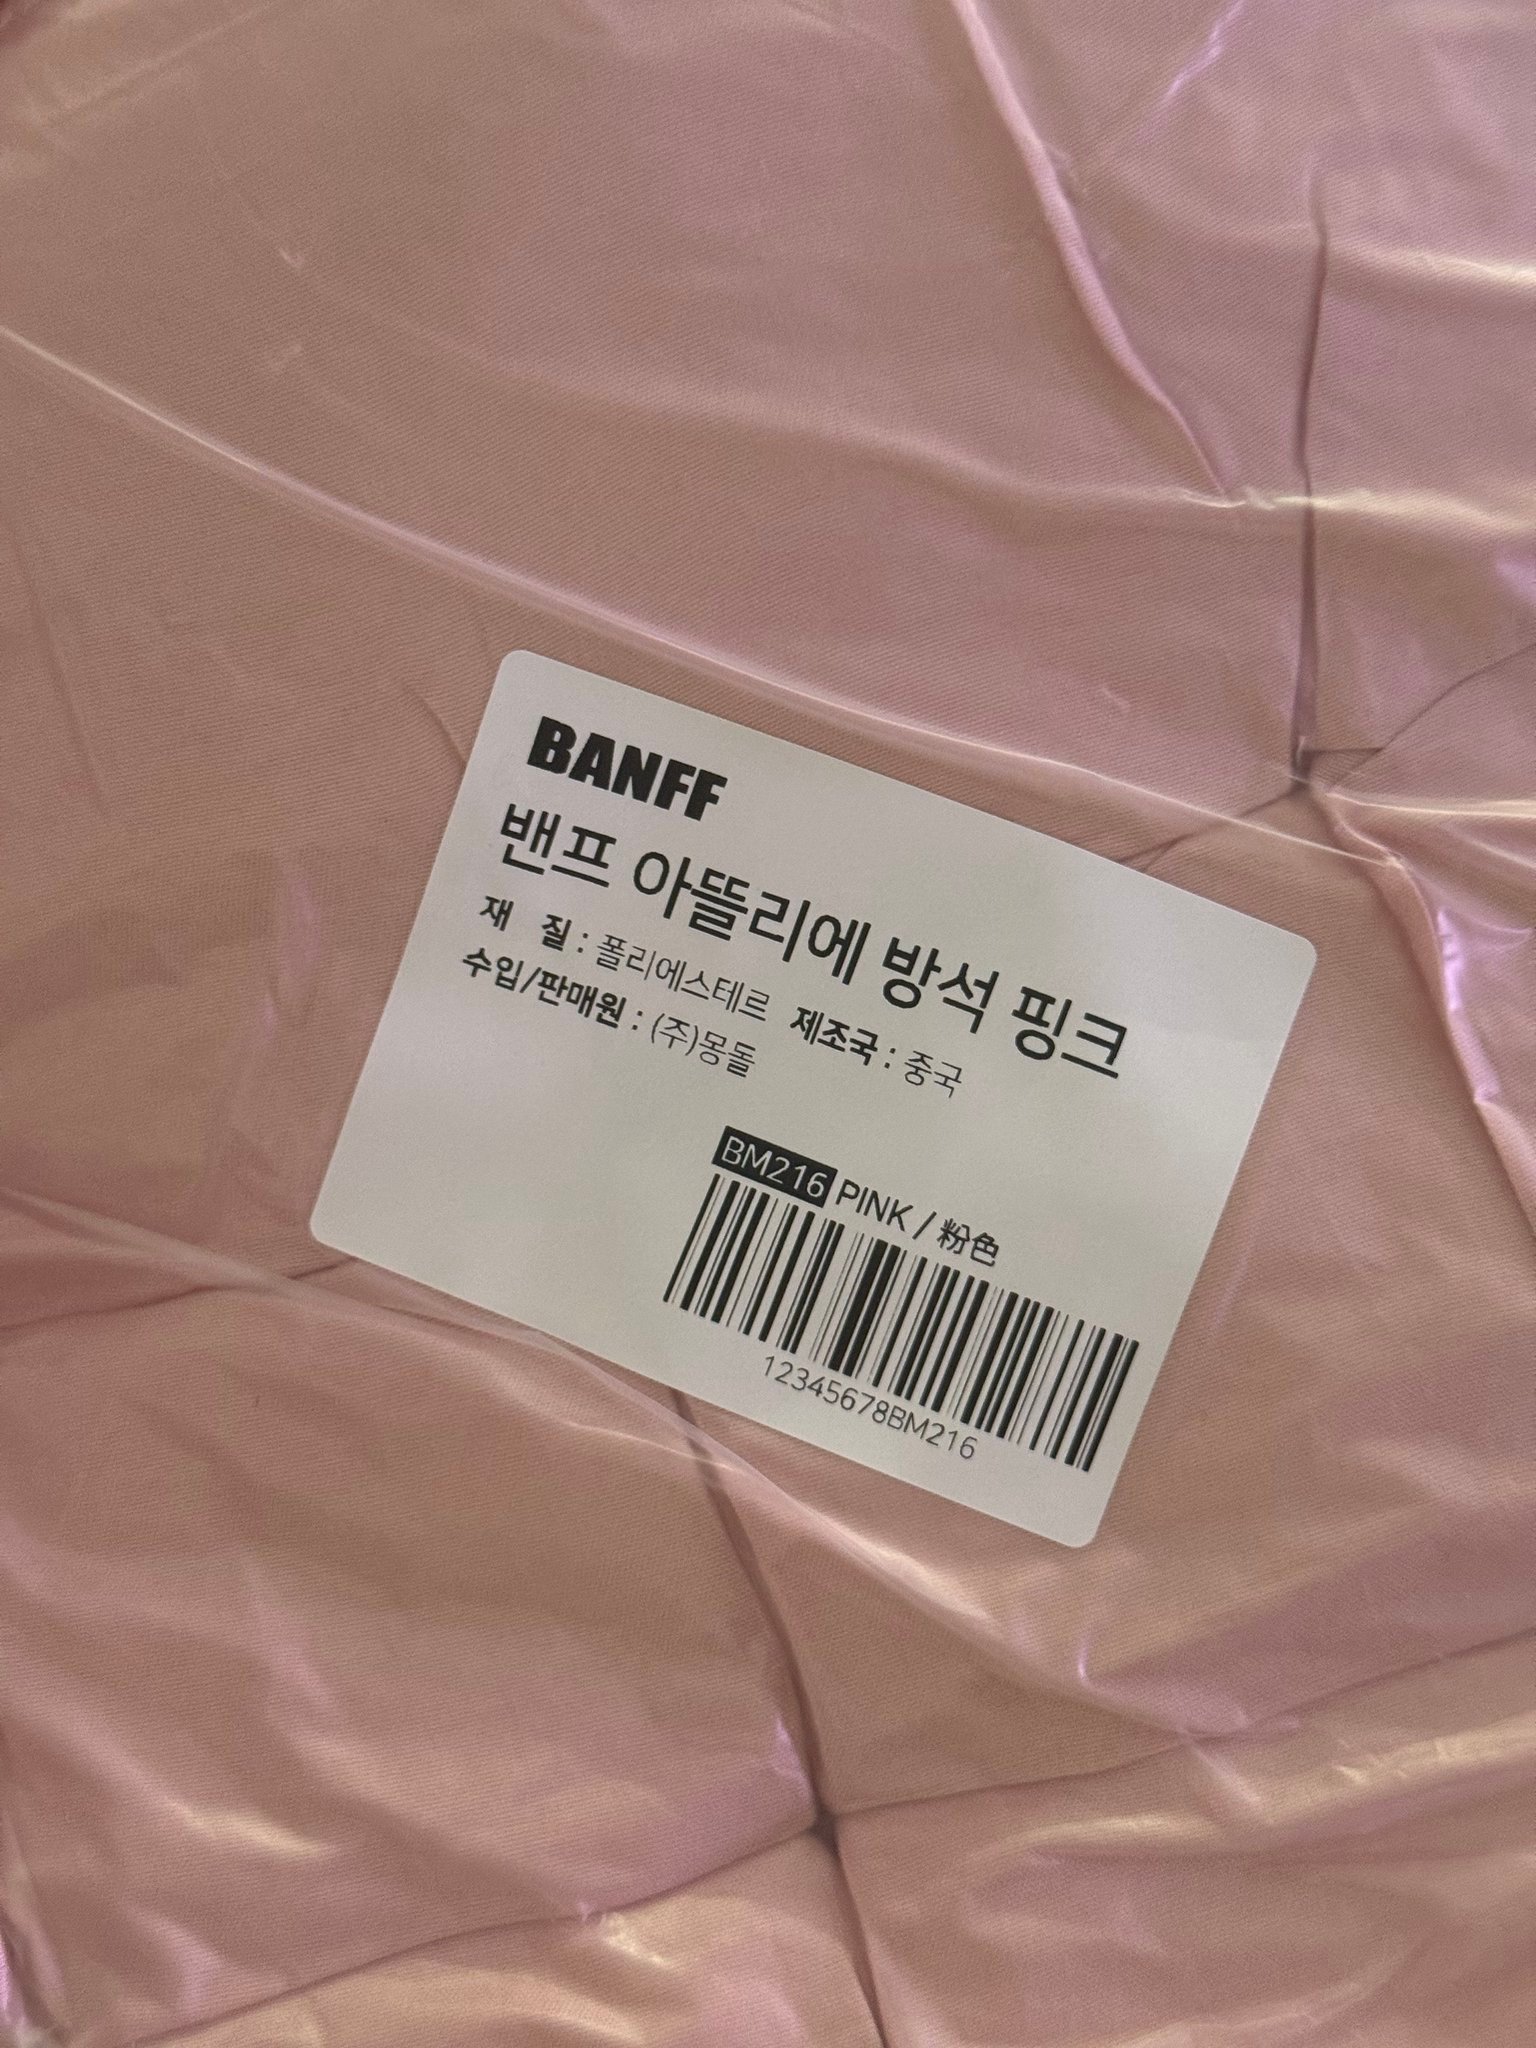 BANFF
밴프 아뜰리에 방석 핑크
재 질 : 폴리에스테르 제조국 : 중국
수입/판매원 : (주)몽돌
BM216 PINK / 粉色
12345678BM216